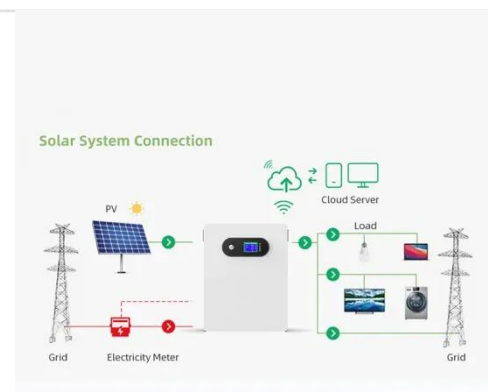 Solar System Connection
Cloud Server
PV
Load
Grid
Electricity Meter
Grid